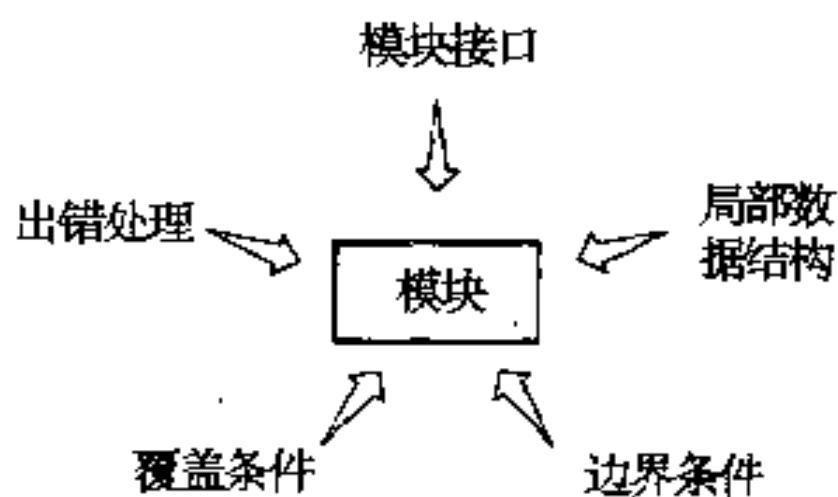 模块接口
出错处理
局部数
据结构
模块
覆盖条件
边界条件